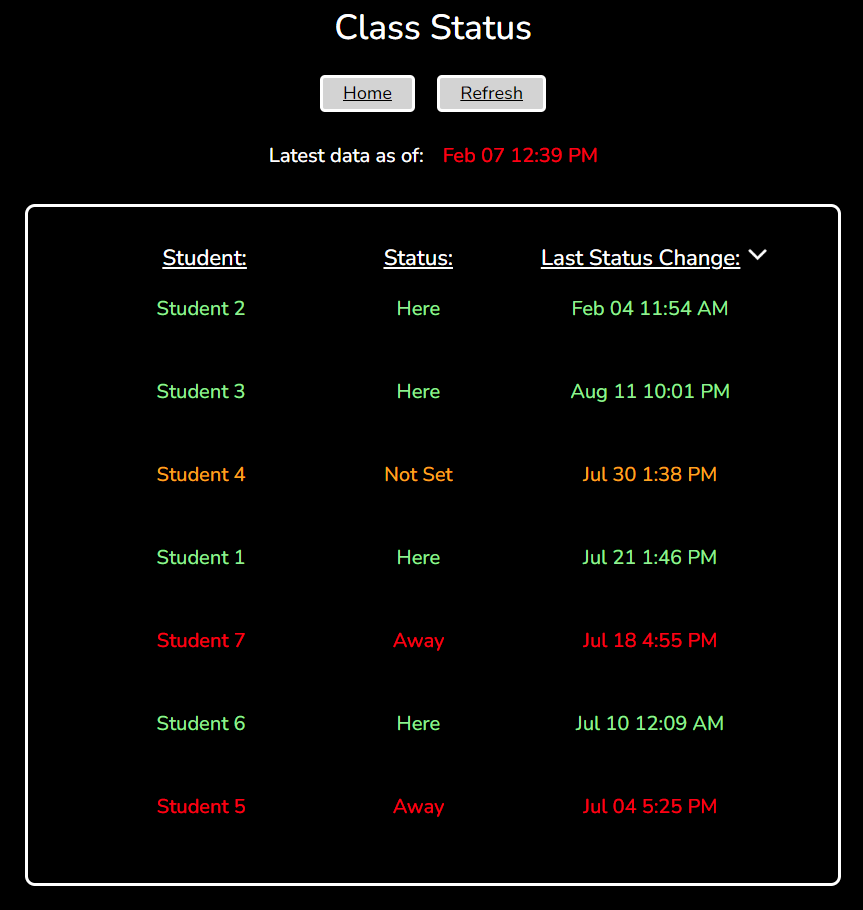 Class Status
Home Refresh
Latest data as of: Feb 07 12:39 PM
Student: Status: Last Status Change:
Student 2 Here Feb 04 11:54 AM
Student 3 Here Aug 11 10:01 PM
Student 4 Not Set Jul 30 1:38 PM
Student 1 Here Jul 21 1:46 PM
Student 7 Away Jul 18 4:55 PM
Student 6 Here Jul 10 12:09 AM
Student 5 Away Jul 04 5:25 PM